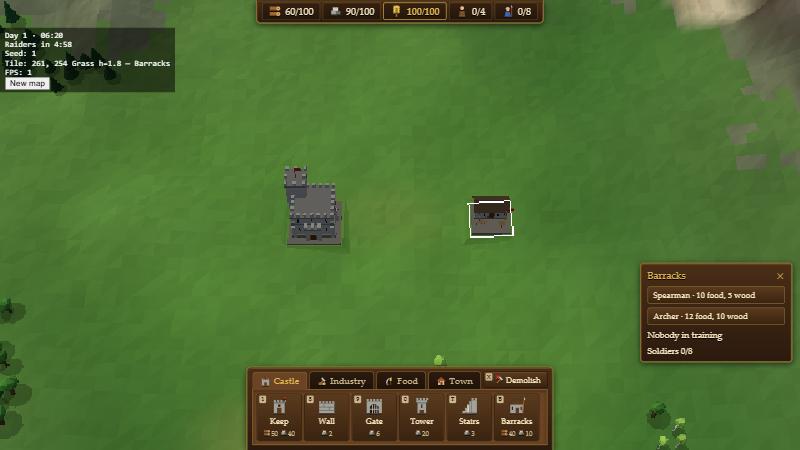 60/100 90/100 100/100 0/4 0/8
Day 1 · 06:20
Raiders in 4:58
Seed: 1
Tile: 261, 254 Grass h=1.8 — Barracks
FPS: 1
New map
Barracks ×
Spearman · 10 food, 5 wood
Archer · 12 food, 10 wood
Nobody in training
Soldiers 0/8
Castle Industry Food Town X Demolish
Keep Wall Gate Tower Stairs Barracks
50 40 2 6 20 3 40 10